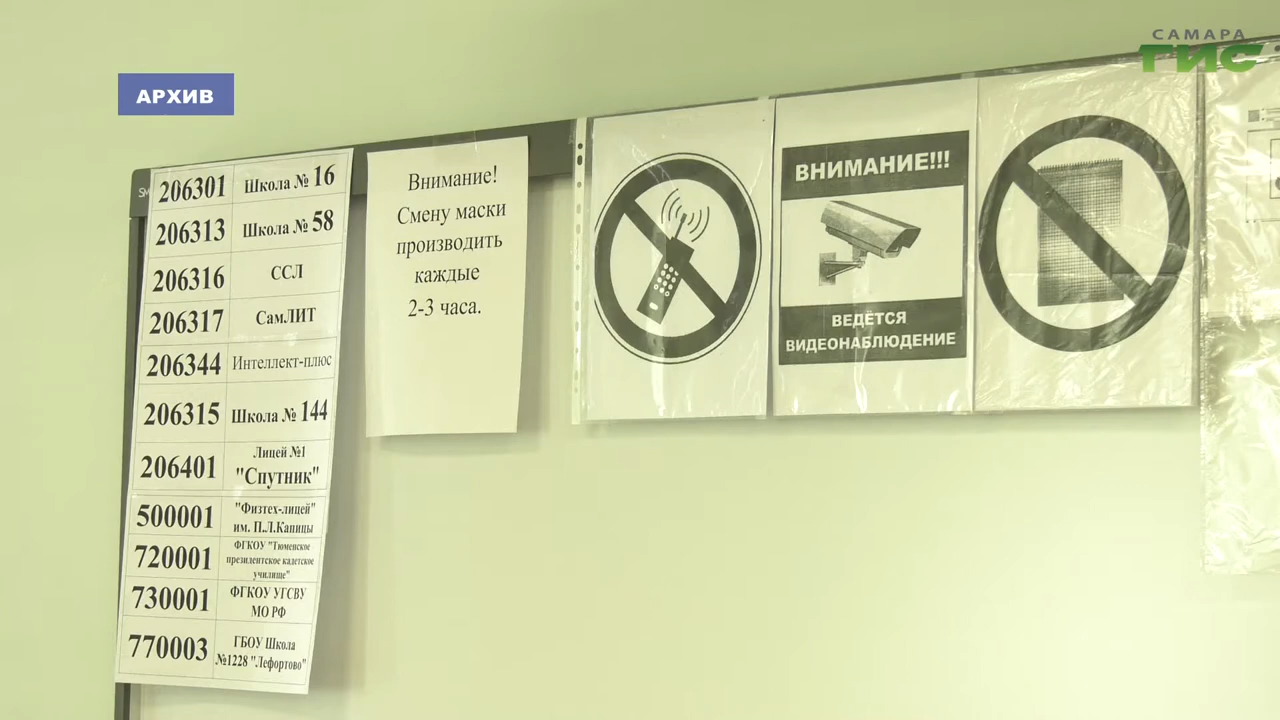 САМАРА
ГИС
АРХИВ
206301 Школа № 16
206313 Школа № 58
206316 ССЛ
206317 СамЛИТ
206344 Интеллект-плюс
206315 Школа № 144
206401 Лицей №1
"Спутник"
500001 "Физтех-лицей"
им. П.Л.Капицы
720001 ФГКОУ "Тюменское
президентское кадетское
училище"
730001 ФГКОУ УГСВУ
МО РФ
770003 ГБОУ Школа
№1228 "Лефортово"
Внимание!
Смену маски
производить
каждые
2-3 часа.
ВНИМАНИЕ!!!
ВЕДЁТСЯ
ВИДЕОНАБЛЮДЕНИЕ